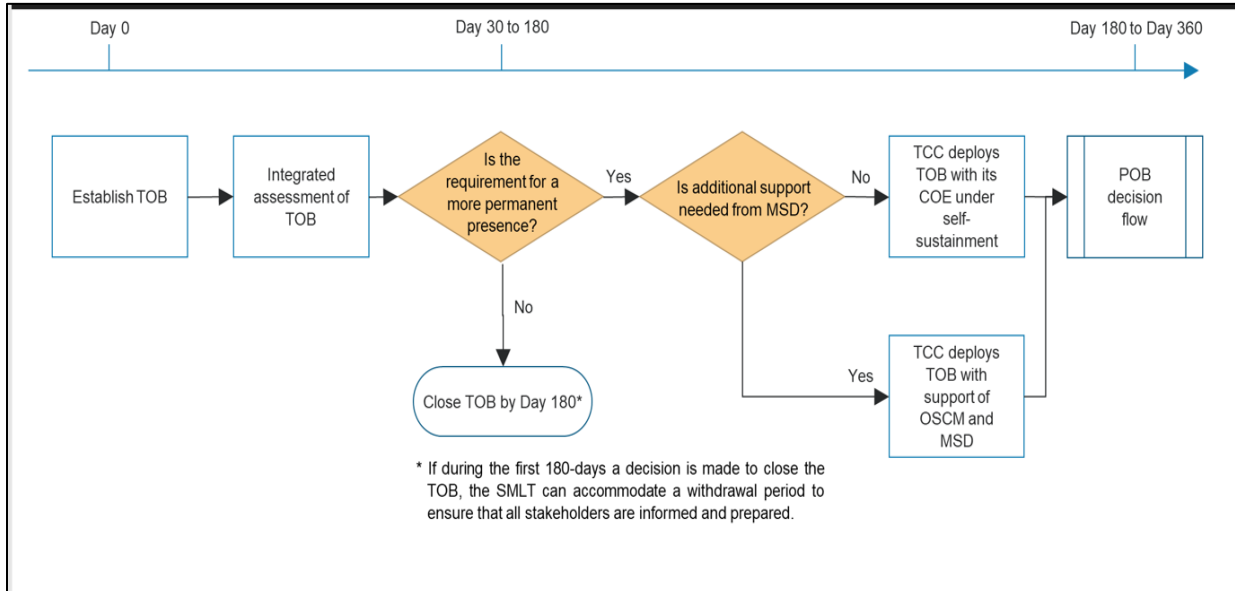 Day 0
Day 30 to 180
Day 180 to Day 360
Establish TOB
Integrated
assessment of
TOB
Is the
requirement for a
more permanent
presence?
Yes
Is additional support
needed from MSD?
No
TCC deploys
TOB with its
COE under
self-
sustainment
POB
decision
flow
No
Close TOB by Day 180*
Yes
TCC deploys
TOB with
support of
OSCM and
MSD
* If during the first 180-days a decision is made to close the
TOB, the SMLT can accommodate a withdrawal period to
ensure that all stakeholders are informed and prepared.